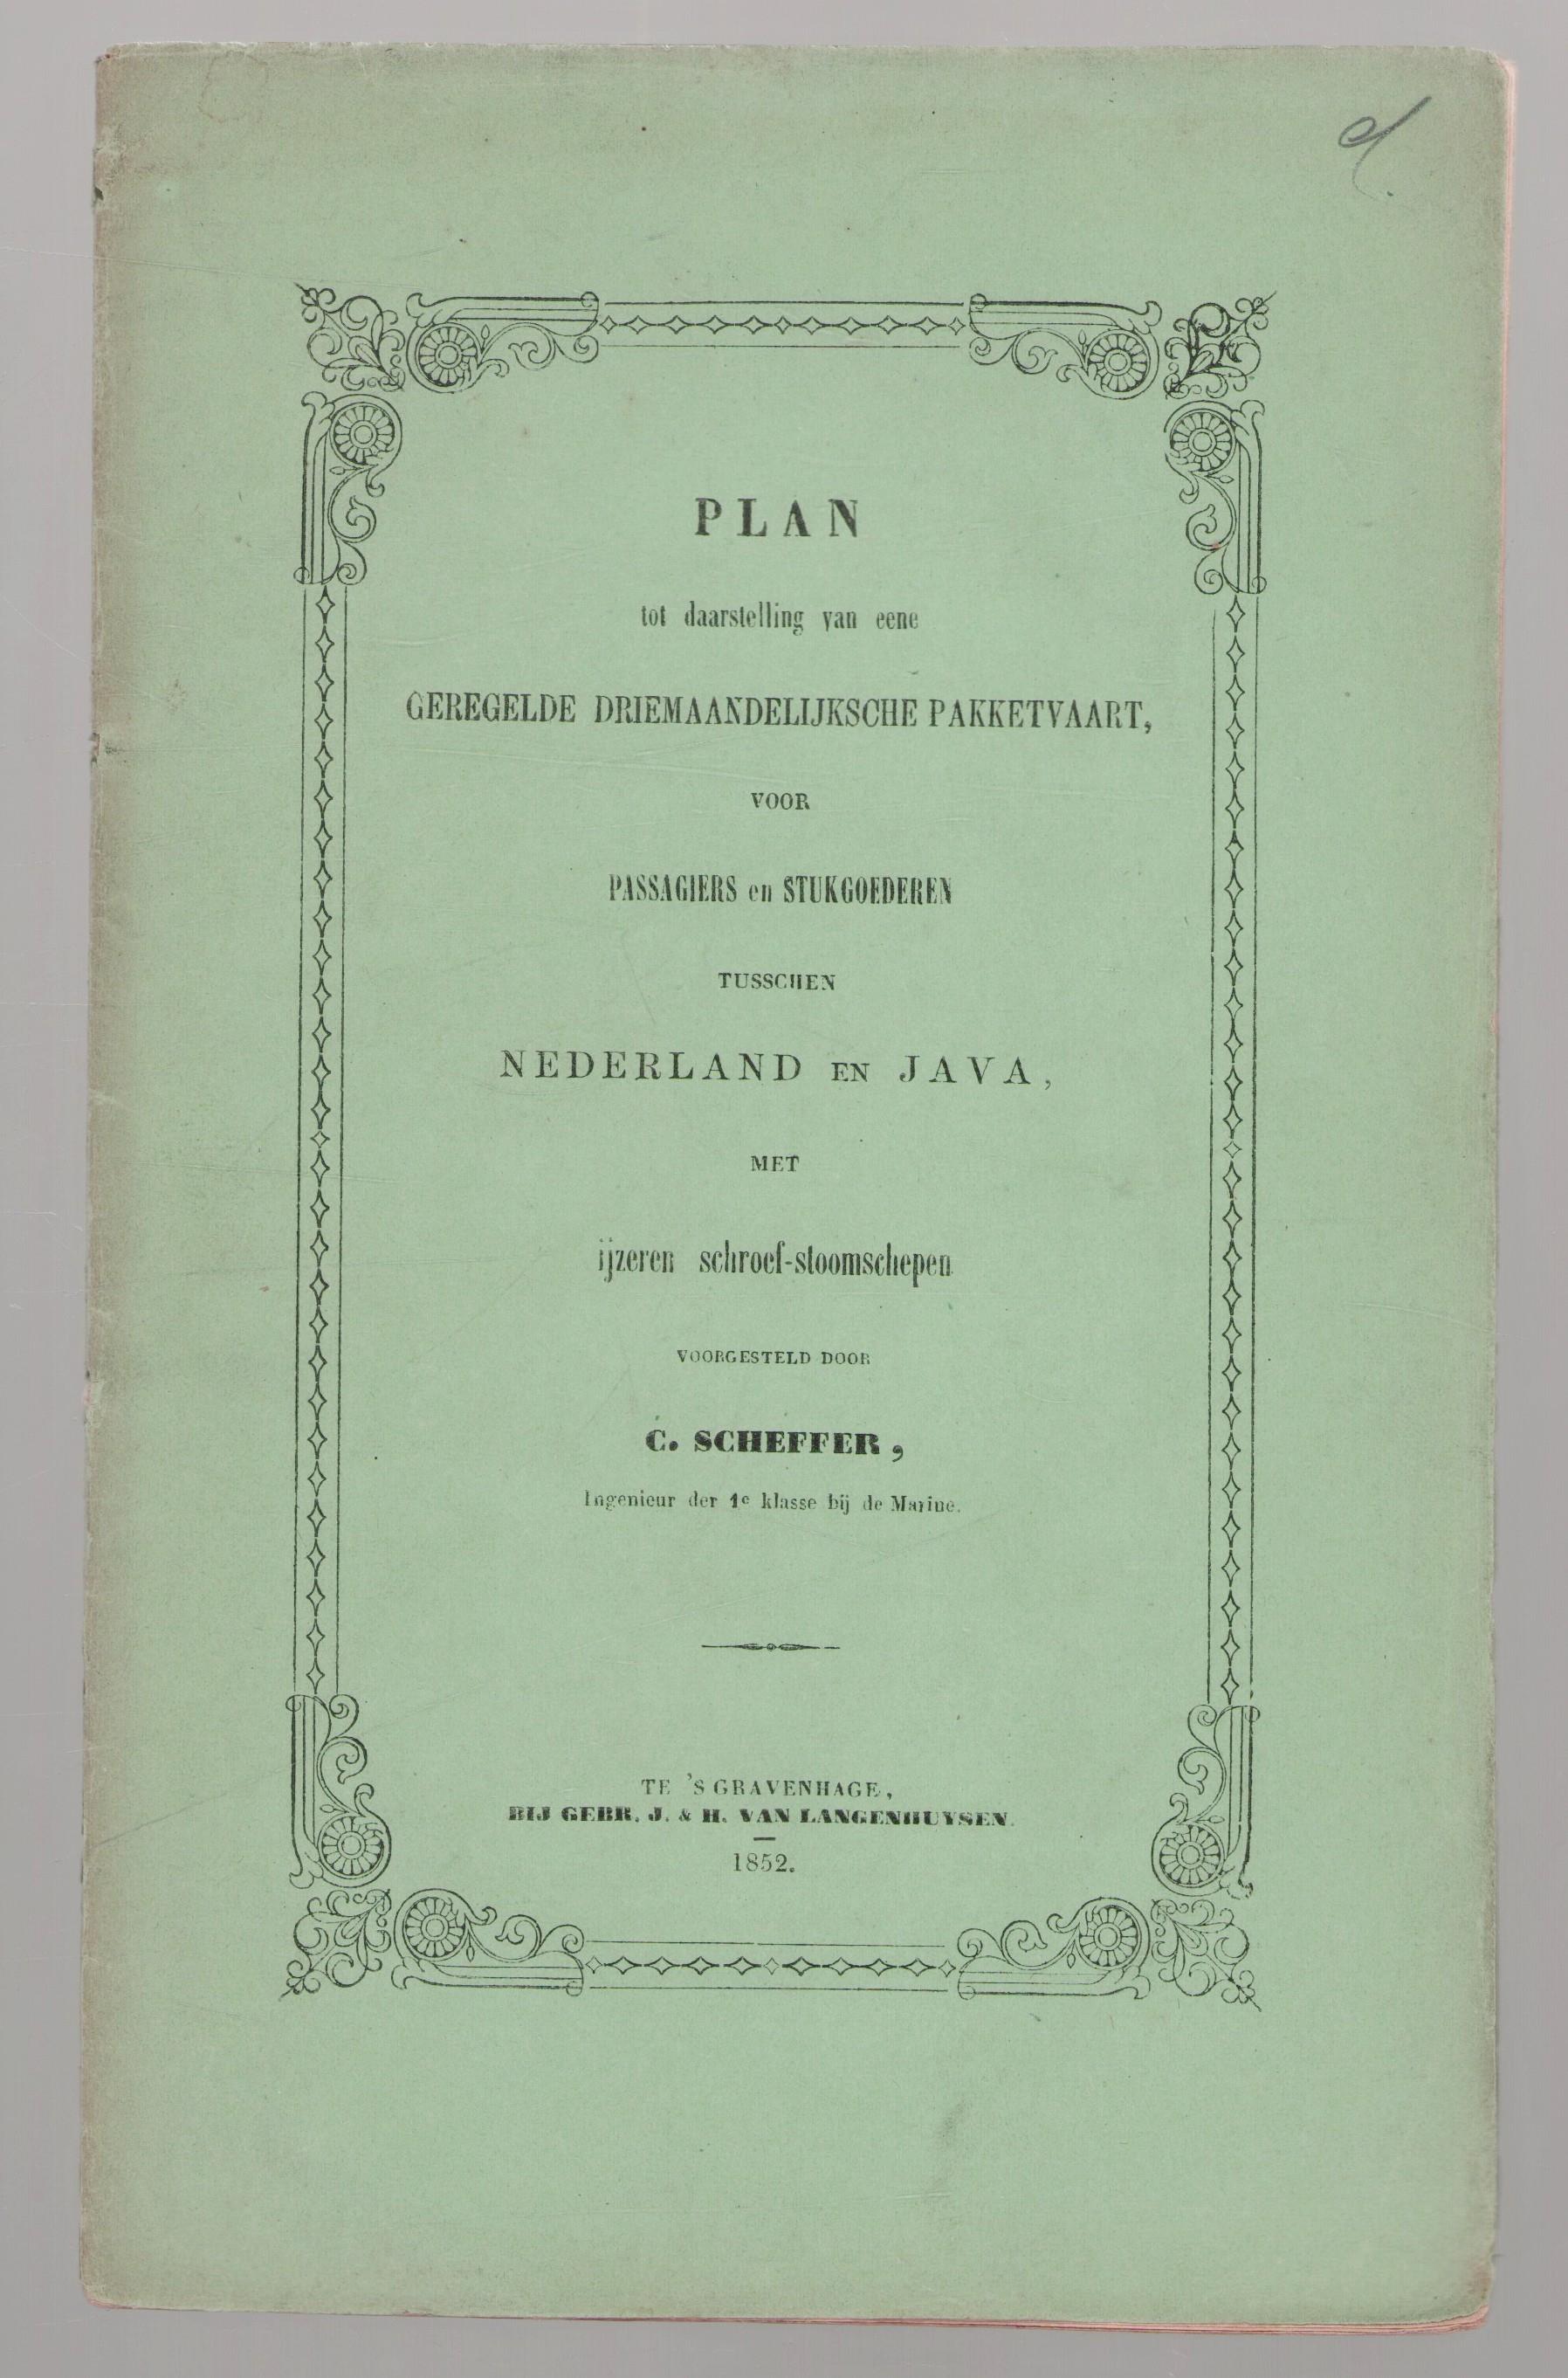 PLAN
tot daarstelling van eene
GEREGELDE DRIEMAANDELIJKSCHE PAKKETVAART,
VOOR
PASSAGIERS en STUKGOEDEREN
TUSSCHEN
NEDERLAND EN JAVA,
MET
ijzeren schroef-stoomschepen
VOORGESTELD DOOR
C. SCHEFFER,
Ingenieur der 1e klasse bij de Marine.
TE 'S GRAVENHAGE,
BIJ GEBR. J. & H. VAN LANGENHUYSEN.
1852.